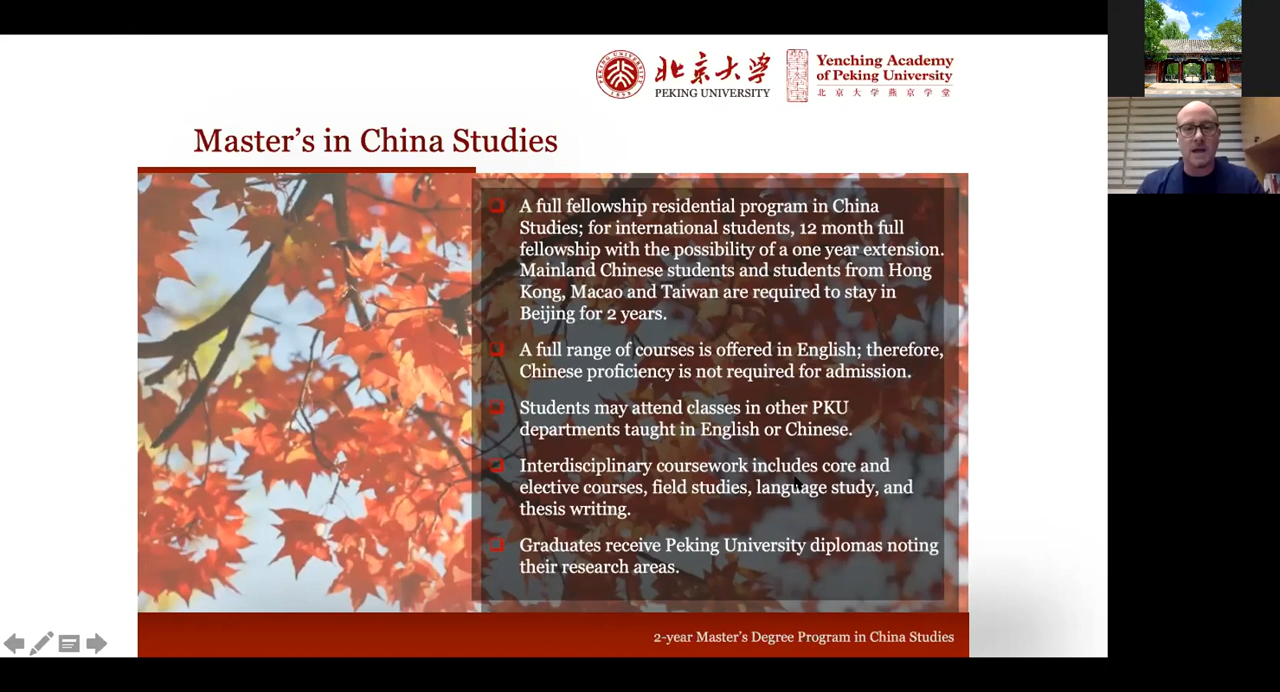 北京大学
PEKING UNIVERSITY
Yenching Academy
of Peking University
北京大学燕京学堂
Master's in China Studies
A full fellowship residential program in China
Studies; for international students, 12 month full
fellowship with the possibility of a one year extension.
Mainland Chinese students and students from Hong
Kong, Macao and Taiwan are required to stay in
Beijing for 2 years.
A full range of courses is offered in English; therefore,
Chinese proficiency is not required for admission.
Students may attend classes in other PKU
departments taught in English or Chinese.
Interdisciplinary coursework includes core and
elective courses, field studies, language study, and
thesis writing.
Graduates receive Peking University diplomas noting
their research areas.
2-year Master's Degree Program in China Studies